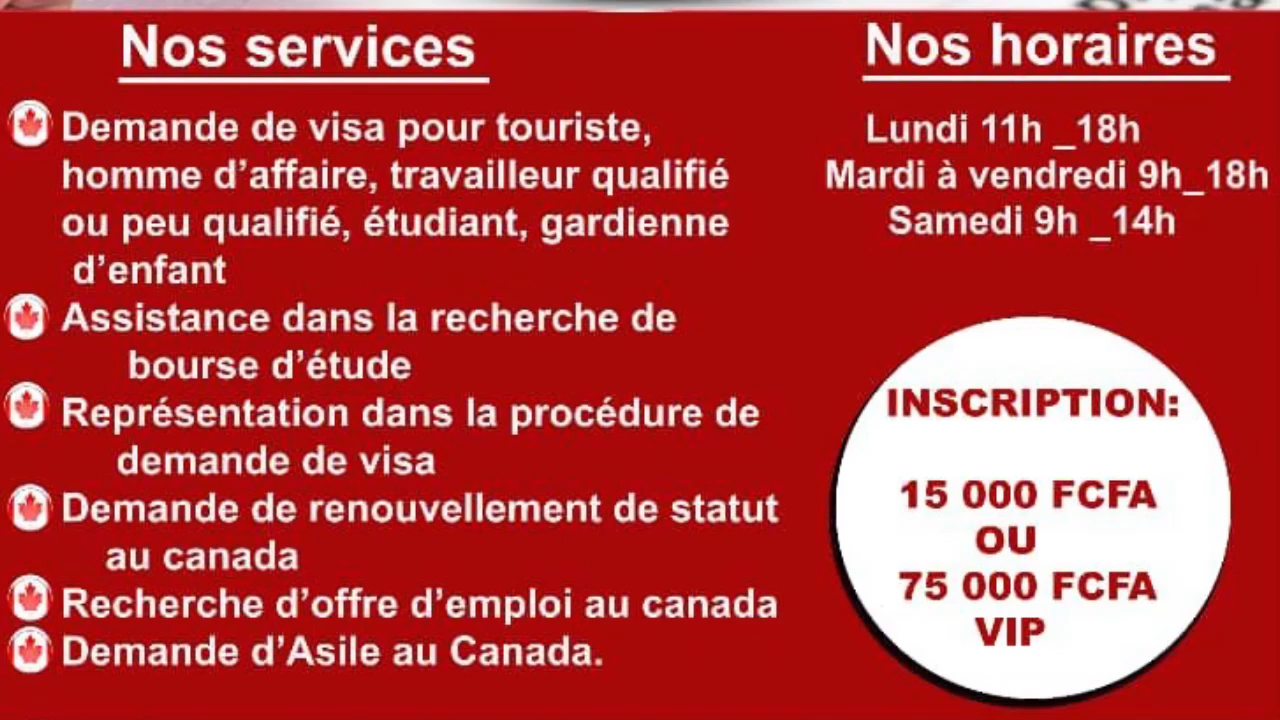 Nos services
Demande de visa pour touriste,
homme d’affaire, travailleur qualifié
ou peu qualifié, étudiant, gardienne
d’enfant
Assistance dans la recherche de
bourse d’étude
Représentation dans la procédure de
demande de visa
Demande de renouvellement de statut
au canada
Recherche d’offre d’emploi au canada
Demande d’Asile au Canada.
Nos horaires
Lundi 11h _18h
Mardi à vendredi 9h_18h
Samedi 9h _14h
INSCRIPTION:
15 000 FCFA
OU
75 000 FCFA
VIP